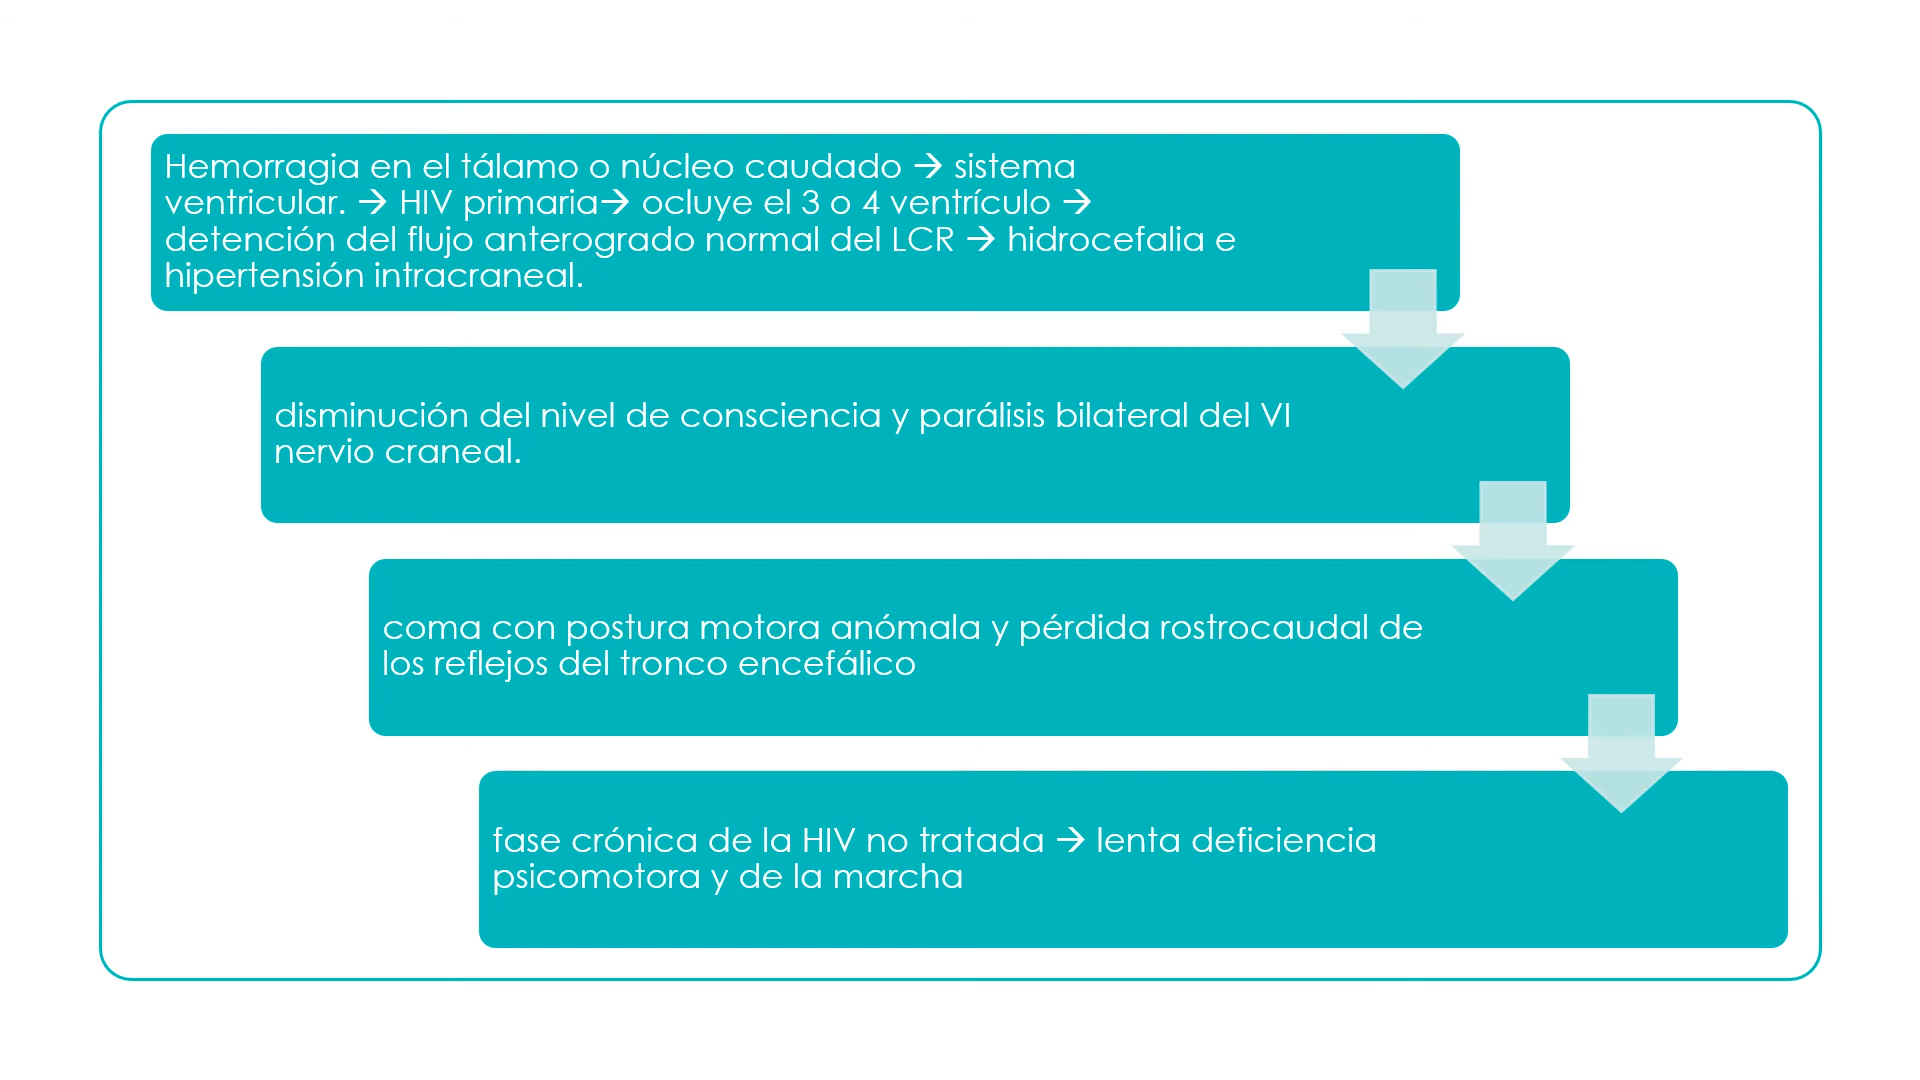 Hemorragia en el tálamo o núcleo caudado → sistema
ventricular. → HIV primaria→ ocluye el 3 o 4 ventrículo →
detención del flujo anterogrado normal del LCR → hidrocefalia e
hipertensión intracraneal.
disminución del nivel de consciencia y parálisis bilateral del VI
nervio craneal.
coma con postura motora anómala y pérdida rostrocaudal de
los reflejos del tronco encefálico
fase crónica de la HIV no tratada → lenta deficiencia
psicomotora y de la marcha